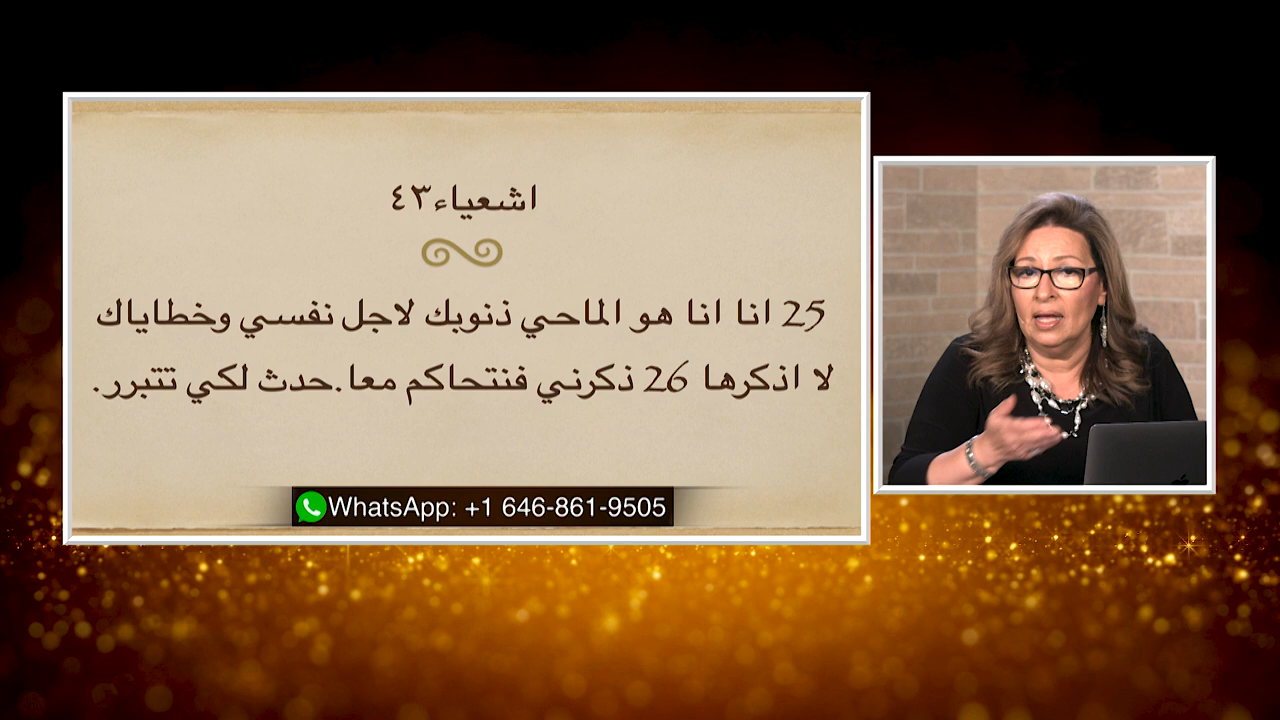 اشعياء٤٣
25 انا انا هو الماحي ذنوبك لاجل نفسي وخطاياك
لا اذكرها 26 ذكرني فنتحاكم معا.حدث لكي تتبرر.
WhatsApp: +1 646-861-9505